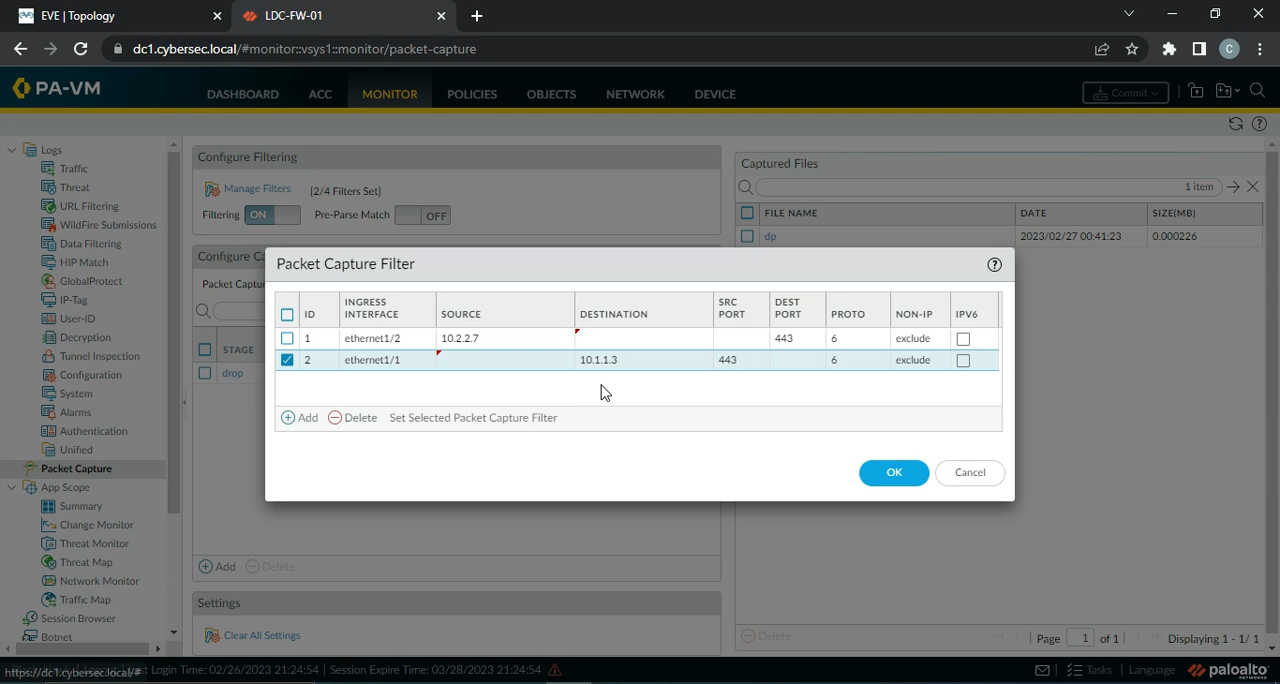 EVE | Topology
LDC-FW-01
dc1.cybersec.local/#monitor::vsys1::monitor/packet-capture
C
PA-VM
DASHBOARD
ACC
MONITOR
POLICIES
OBJECTS
NETWORK
DEVICE
Commit
Logs
Traffic
Threat
URL Filtering
WildFire Submissions
Data Filtering
HIP Match
GlobalProtect
IP-Tag
User-ID
Decryption
Tunnel Inspection
Configuration
System
Alarms
Authentication
Unified
Packet Capture
App Scope
Summary
Change Monitor
Threat Monitor
Threat Map
Network Monitor
Traffic Map
Session Browser
Botnet
Configure Filtering
Manage Filters [2/4 Filters Set]
Filtering ON Pre-Parse Match OFF
Configure Ca
Packet Captur
STAGE
drop
Add Delete
Settings
Clear All Settings
Captured Files
1 item
FILE NAME DATE SIZE(MB)
dp 2023/02/27 00:41:23 0.000226
Delete
Page 1 of 1 Displaying 1 - 1/ 1
Packet Capture Filter
ID INGRESS INTERFACE SOURCE DESTINATION SRC PORT DEST PORT PROTO NON-IP IPV6
1 ethernet1/2 10.2.2.7 443 6 exclude
2 ethernet1/1 10.1.1.3 443 6 exclude
Add Delete Set Selected Packet Capture Filter
OK Cancel
https://dc1.cybersec.local/#
st Login Time: 02/26/2023 21:24:54 | Session Expire Time: 03/28/2023 21:24:54
Tasks | Language
paloalto
NETWORKS